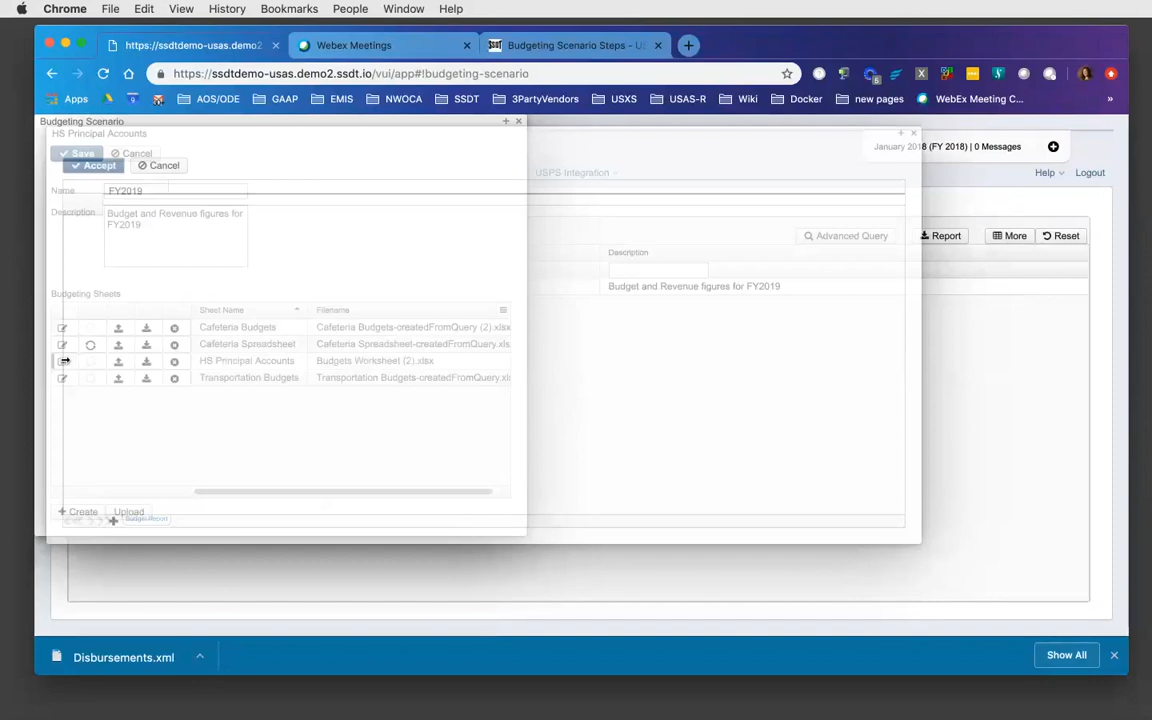 Chrome File Edit View History Bookmarks People Window Help
https://ssdtdemo-usas.demo2 Webex Meetings Budgeting Scenario Steps - U
https://ssdtdemo-usas.demo2.ssdt.io/vui/app#!budgeting-scenario
Apps AOS/ODE GAAP EMIS NWOCA SSDT 3PartyVendors USXS USAS-R Wiki Docker new pages WebEx Meeting C... »
Budgeting Scenario
HS Principal Accounts
January 2018 (FY 2018) | 0 Messages
Save Cancel
Accept Cancel
USPS Integration Help Logout
Name FY2019
Description Budget and Revenue figures for
FY2019
Advanced Query Report More Reset
Description
Budget and Revenue figures for FY2019
Budgeting Sheets
Sheet Name Filename
Cafeteria Budgets Cafeteria Budgets-createdFromQuery (2).xlsx
Cafeteria Spreadsheet Cafeteria Spreadsheet-createdFromQuery.xls
HS Principal Accounts Budgets Worksheet (2).xlsx
Transportation Budgets Transportation Budgets-createdFromQuery.xl
Create Upload
Budget Report
Disbursements.xml Show All